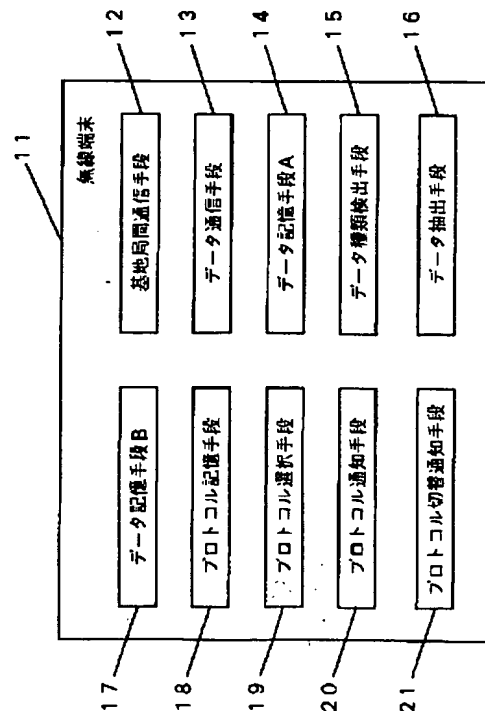 11
無線端末
基地局間通信手段 12
データ通信手段 13
データ記憶手段A 14
データ種類検出手段 15
データ抽出手段 16
17 データ記憶手段B
18 プロトコル記憶手段
19 プロトコル選択手段
20 プロトコル通知手段
21 プロトコル切替通知手段